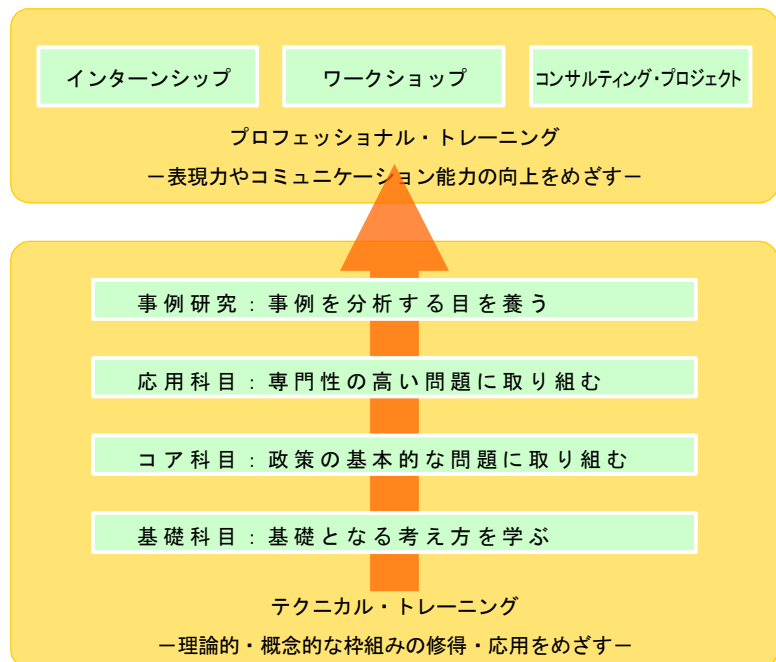 インターンシップ
ワークショップ
コンサルティング・プロジェクト
プロフェッショナル・トレーニング
－表現力やコミュニケーション能力の向上をめざす－
事例研究：事例を分析する目を養う
応用科目：専門性の高い問題に取り組む
コア科目：政策の基本的な問題に取り組む
基礎科目：基礎となる考え方を学ぶ
テクニカル・トレーニング
－理論的・概念的な枠組みの修得・応用をめざす－